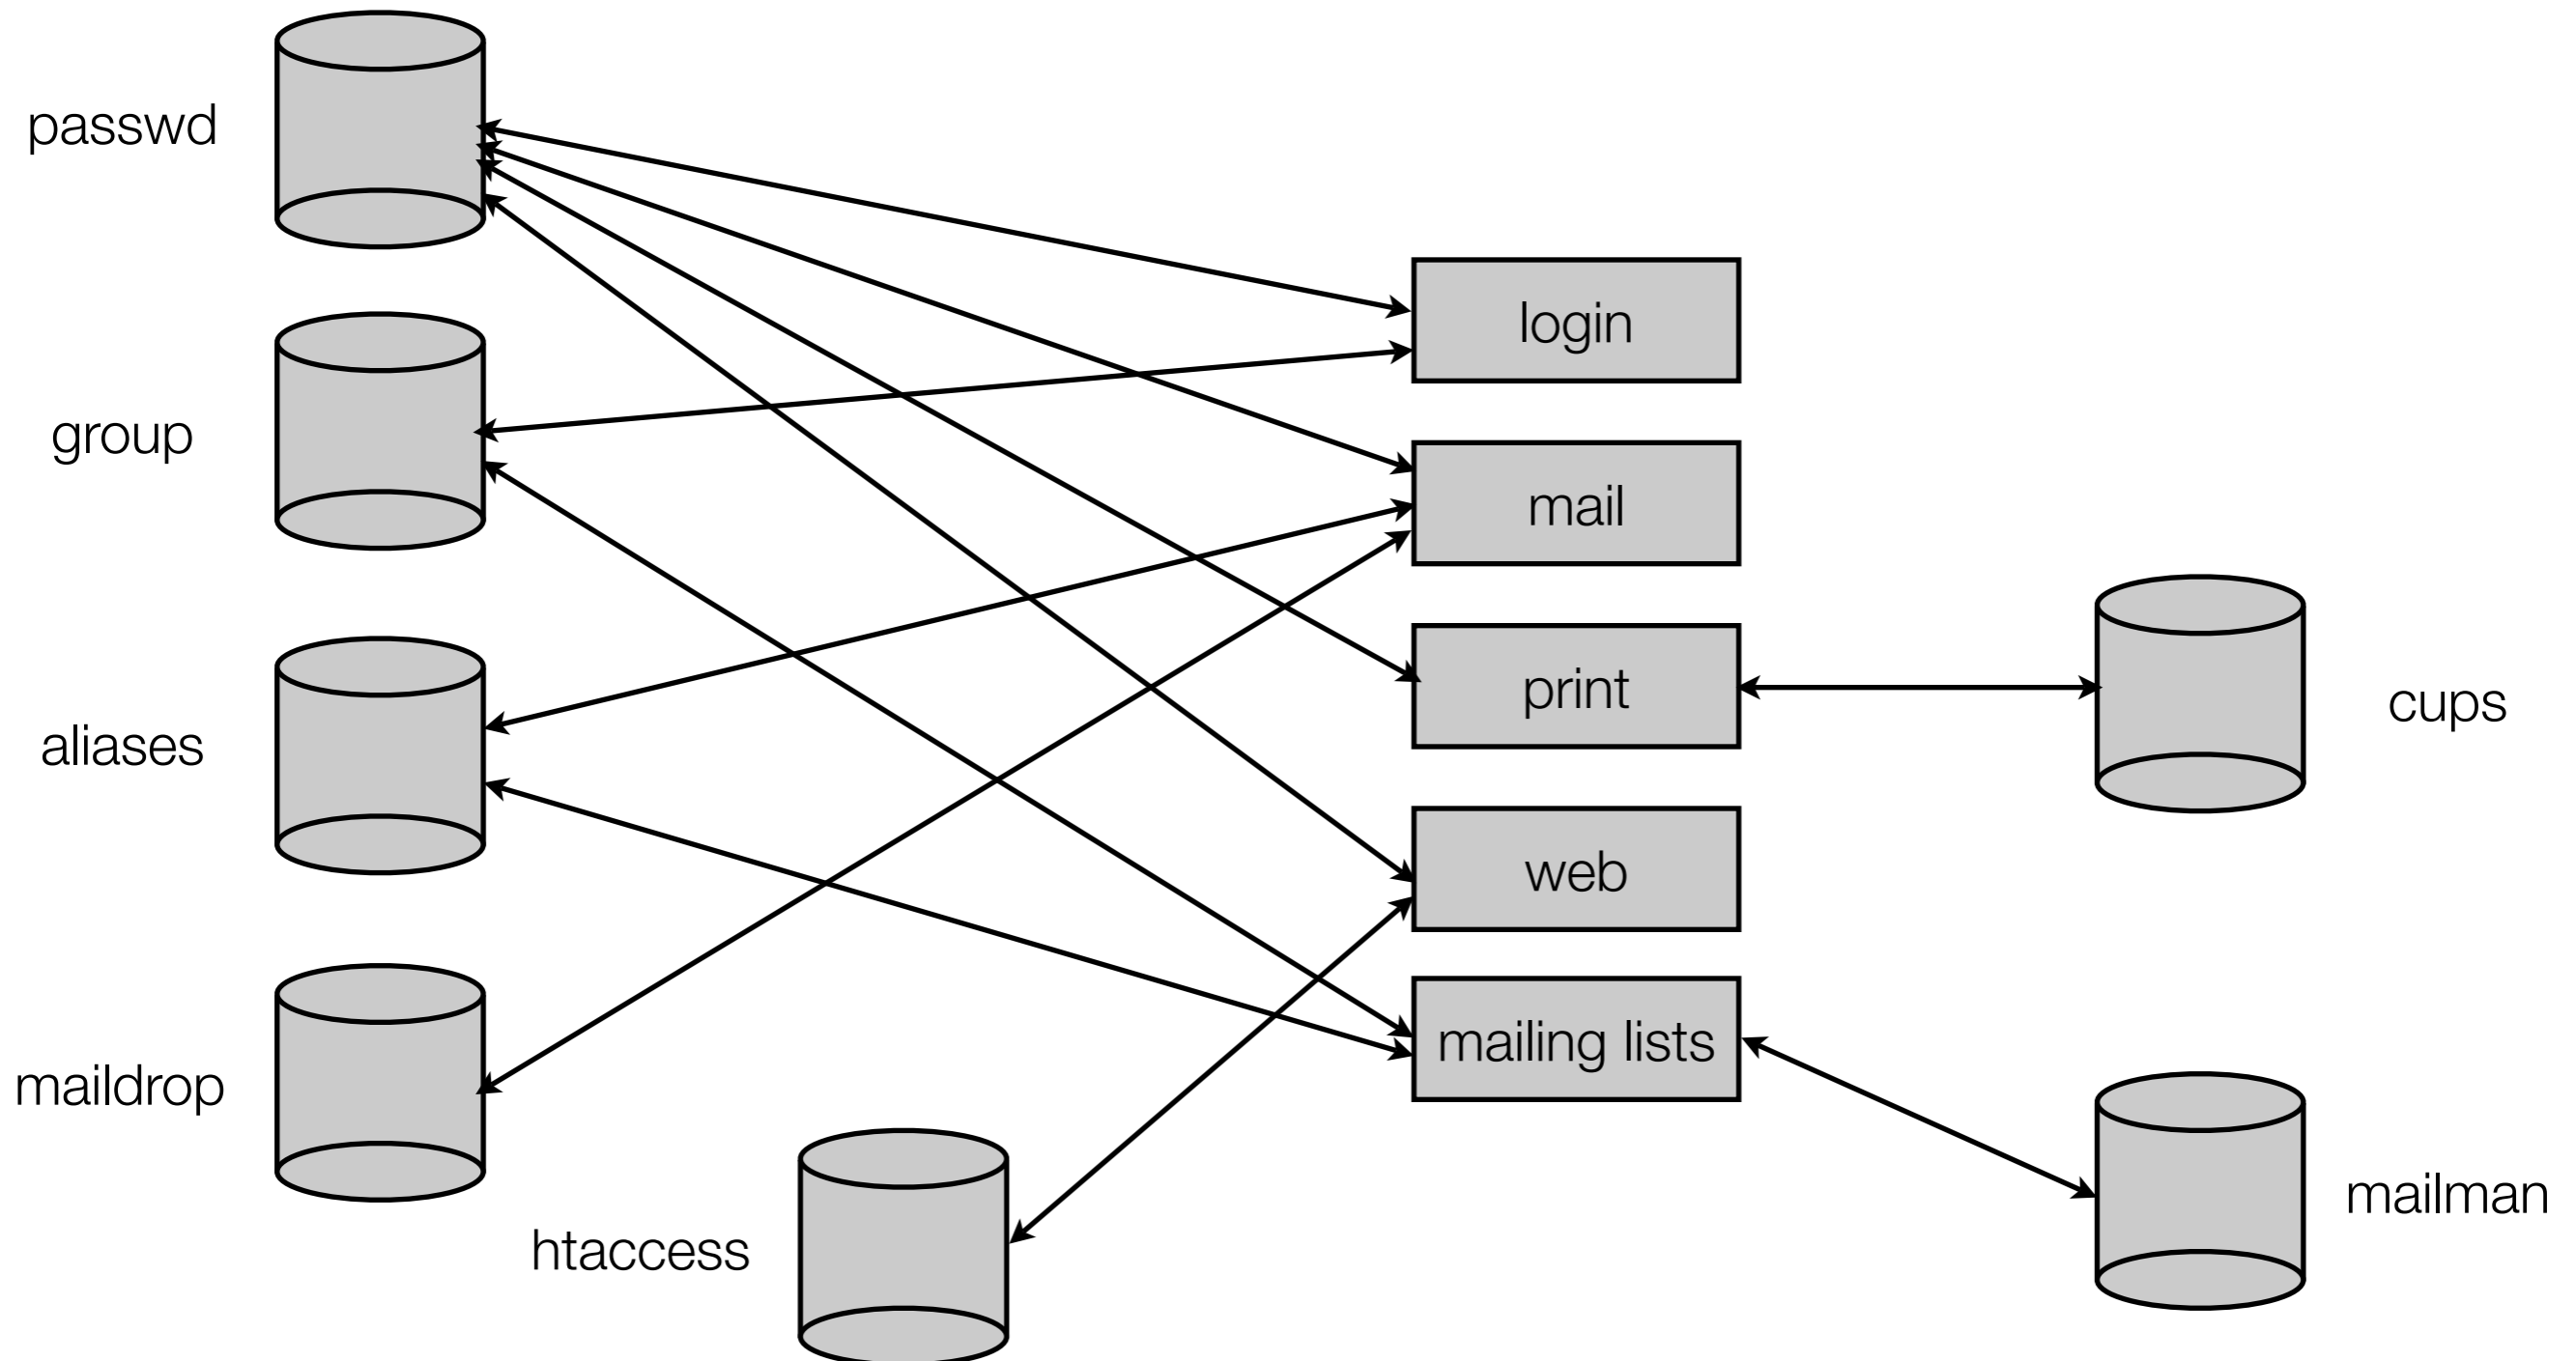 passwd
group
aliases
maildrop
htaccess
login
mail
print
web
mailing lists
cups
mailman